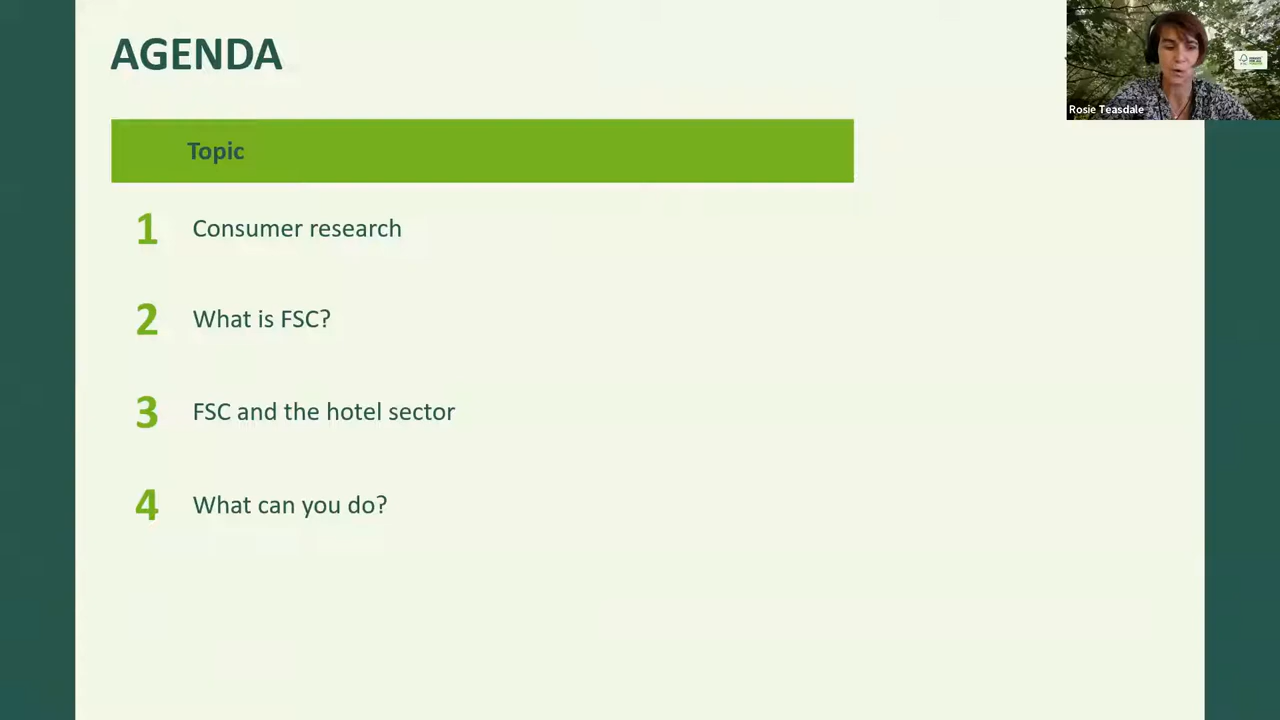 AGENDA
Topic
1 Consumer research
2 What is FSC?
3 FSC and the hotel sector
4 What can you do?
Rosie Teasdale